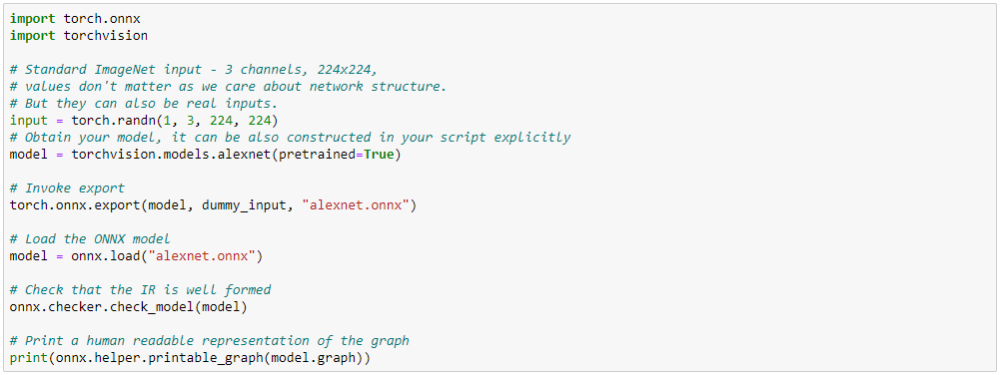 import torch.onnx
import torchvision
# Standard ImageNet input - 3 channels, 224x224,
# values don't matter as we care about network structure.
# But they can also be real inputs.
input = torch.randn(1, 3, 224, 224)
# Obtain your model, it can be also constructed in your script explicitly
model = torchvision.models.alexnet(pretrained=True)
# Invoke export
torch.onnx.export(model, dummy_input, "alexnet.onnx")
# Load the ONNX model
model = onnx.load("alexnet.onnx")
# Check that the IR is well formed
onnx.checker.check_model(model)
# Print a human readable representation of the graph
print(onnx.helper.printable_graph(model.graph))